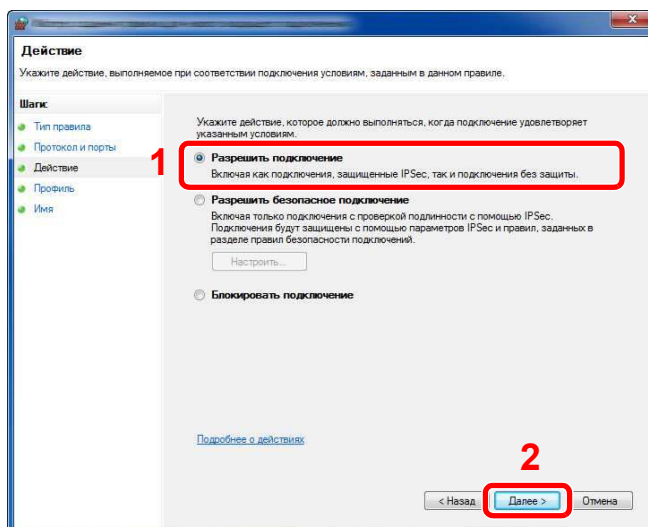 Действие
Укажите действие, выполняемое при соответствии подключения условиям, заданным в данном правиле.
Шаги:
Тип правила
Протокол и порты
Действие
Профиль
Имя
Укажите действие, которое должно выполняться, когда подключение удовлетворяет
указанным условиям.
1
Разрешить подключение
Включая как подключения, защищенные IPSec, так и подключения без защиты.
Разрешить безопасное подключение
Включая только подключения с проверкой подлинности с помощью IPSec.
Подключения будут защищены с помощью параметров IPSec и правил, заданных в
разделе правил безопасности подключений.
Настроить...
Блокировать подключение
Подробнее о действиях
2
< Назад
Далее >
Отмена